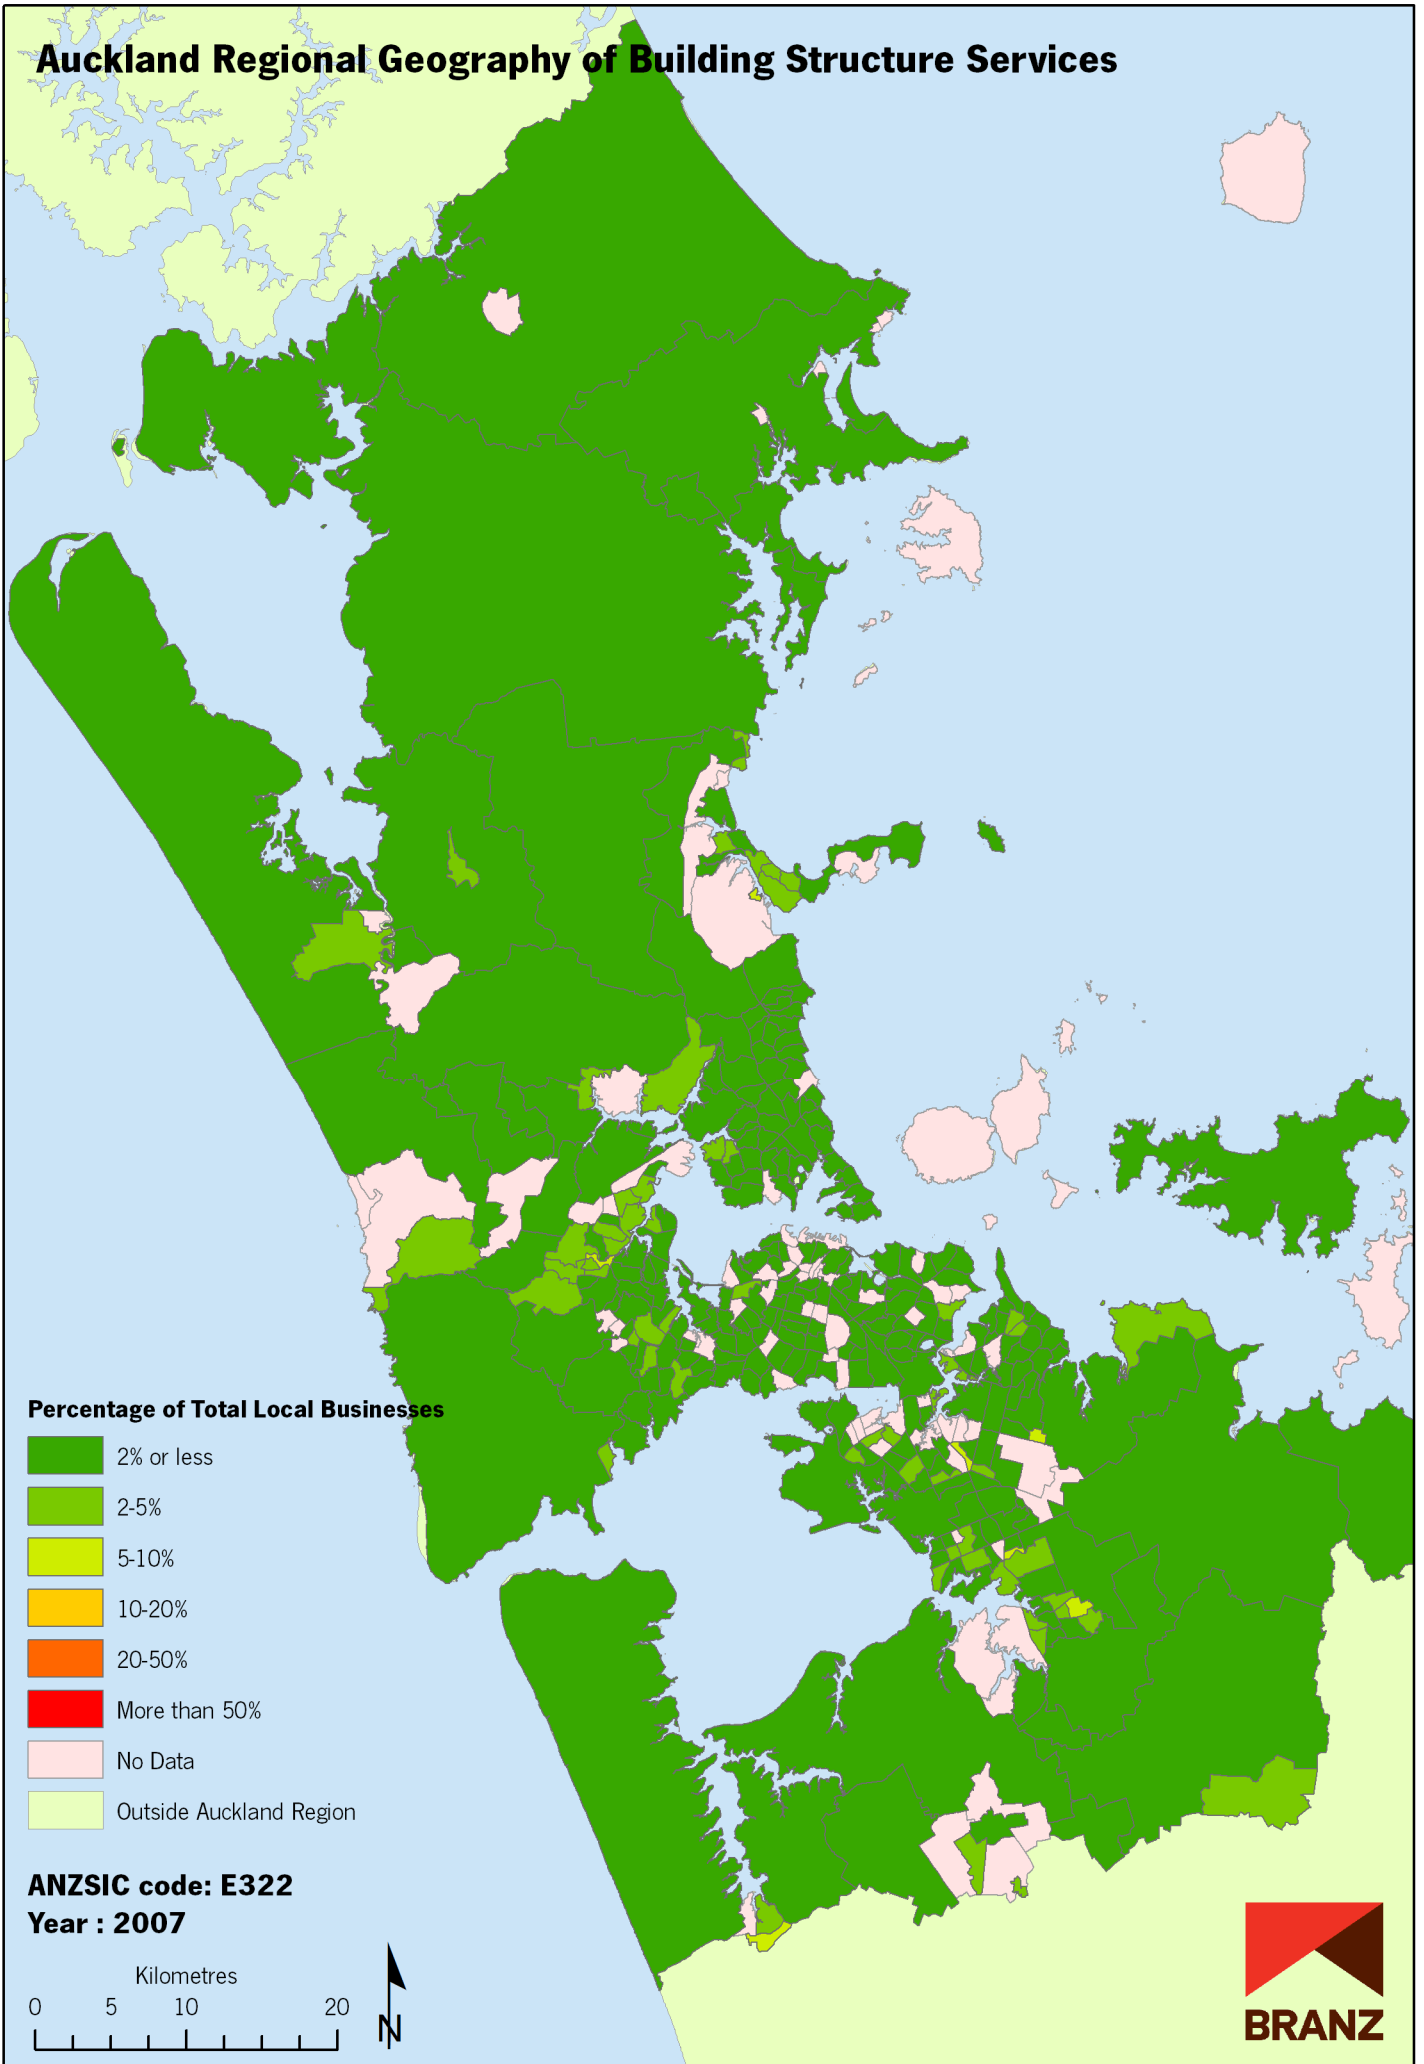 Auckland Regional Geography of Building Structure Services
Percentage of Total Local Businesses
2% or less
2-5%
5-10%
10-20%
20-50%
More than 50%
No Data
Outside Auckland Region
ANZSIC code: E322
Year : 2007
Kilometres
0 5 10 20
N
BRANZ